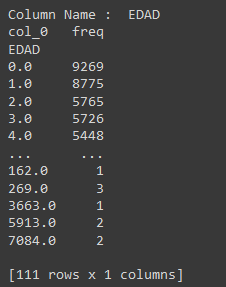 Column Name :  EDAD
col_0   freq
EDAD
0.0     9269
1.0     8775
2.0     5765
3.0     5726
4.0     5448
...      ...
162.0      1
269.0      3
3663.0     1
5913.0     2
7084.0     2
[111 rows x 1 columns]